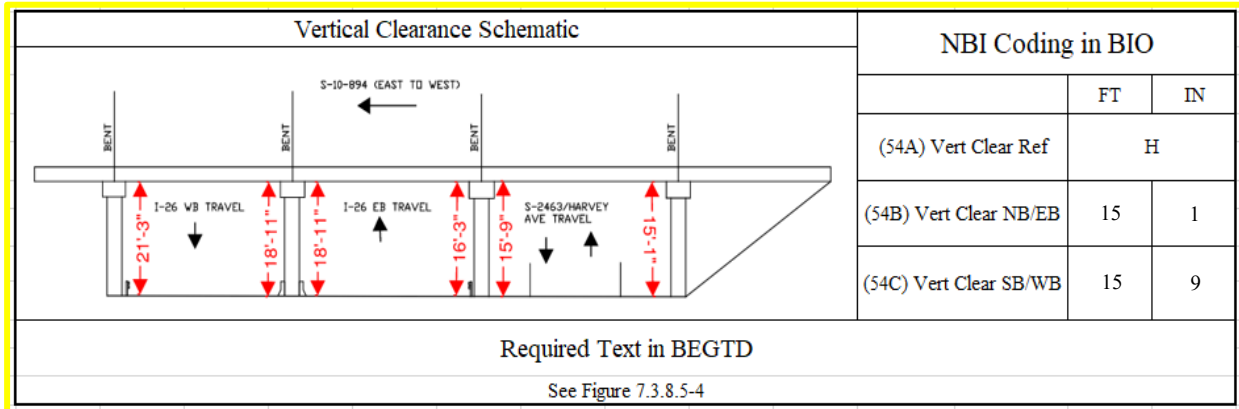 Vertical Clearance Schematic
NBI Coding in BIO
S-10-894 (EAST TO WEST)
FT IN
BENT BENT BENT BENT
(54A) Vert Clear Ref H
I-26 WB TRAVEL I-26 EB TRAVEL S-2463/HARVEY
AVE TRAVEL
21'-3" 18'-11" 18'-11" 16'-3" 15'-9" 15'-1"
(54B) Vert Clear NB/EB 15 1
(54C) Vert Clear SB/WB 15 9
Required Text in BEGTD
See Figure 7.3.8.5-4